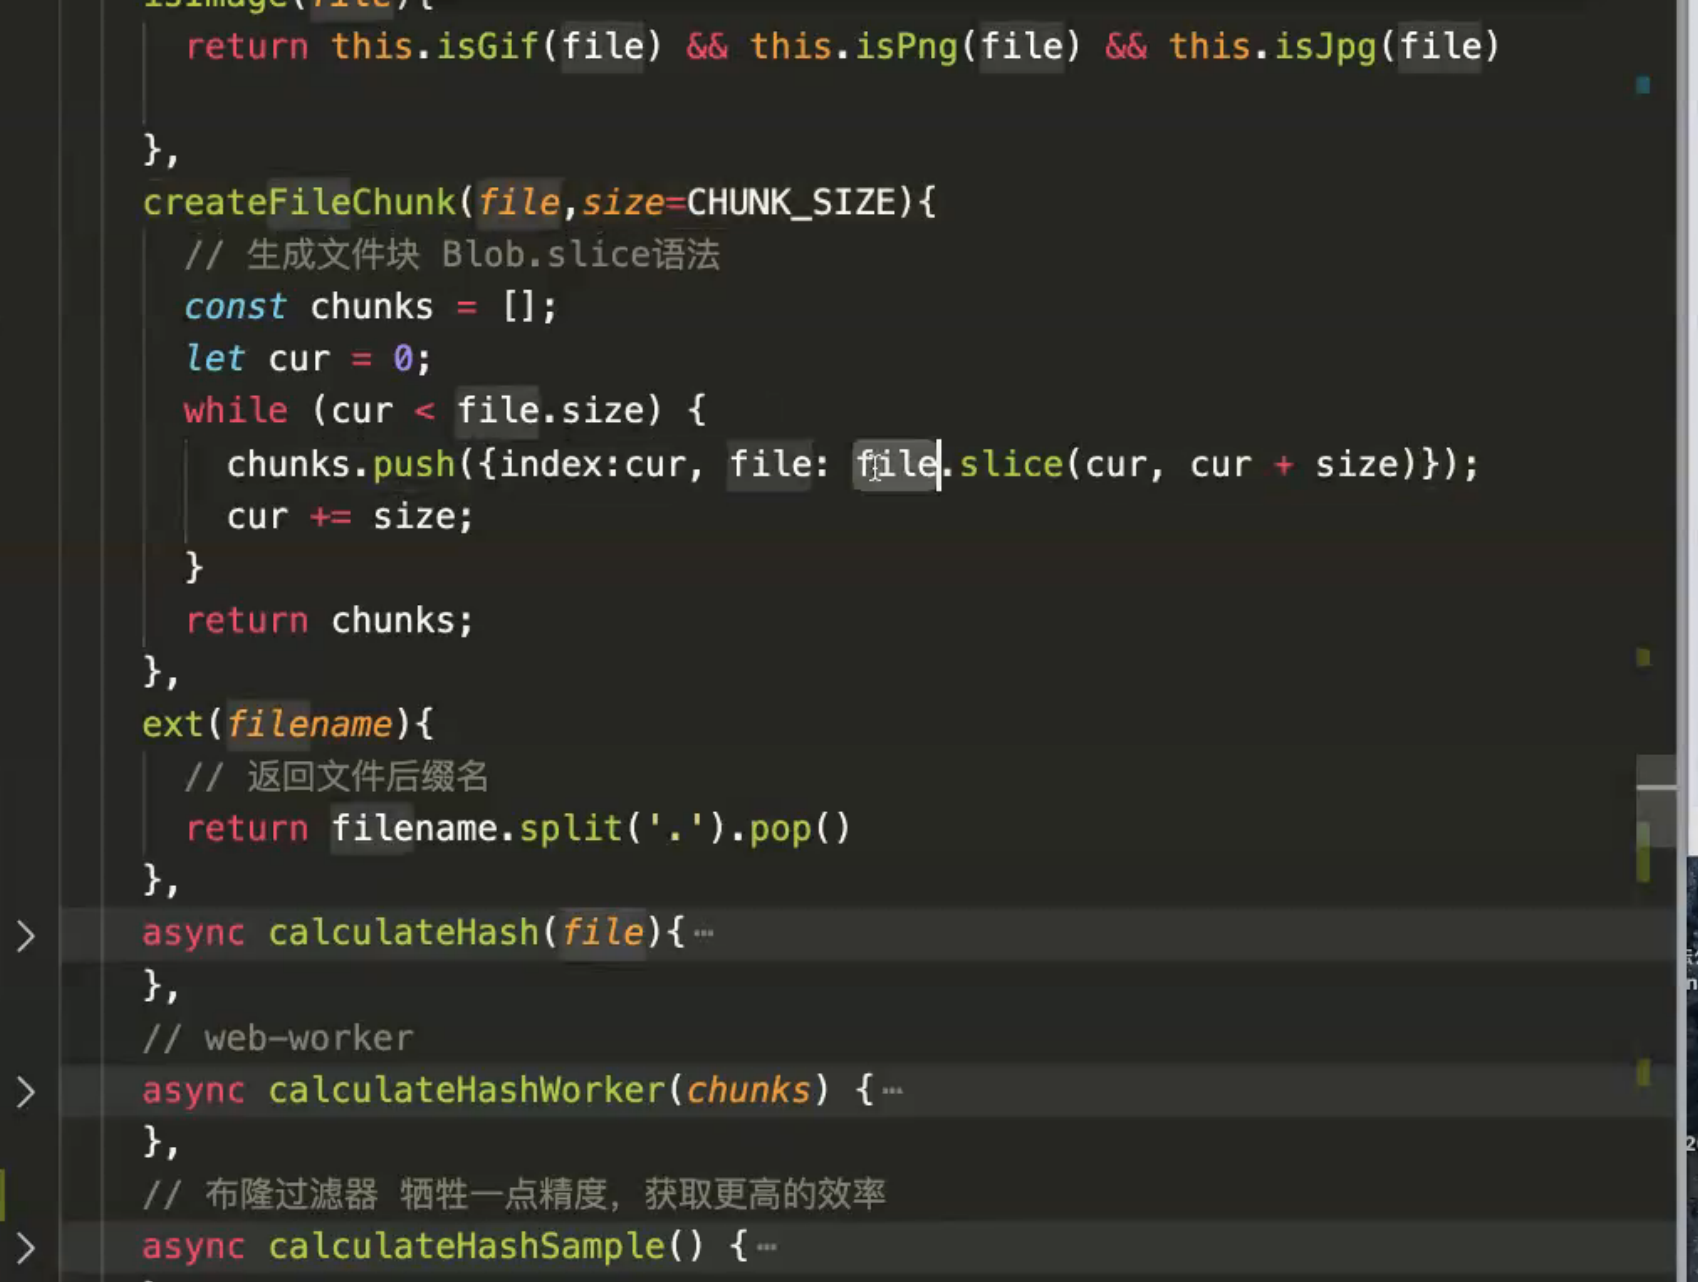 isImage(file){
return this.isGif(file) && this.isPng(file) && this.isJpg(file)
},
createFileChunk(file,size=CHUNK_SIZE){
// 生成文件块 Blob.slice语法
const chunks = [];
let cur = 0;
while (cur < file.size) {
chunks.push({index:cur, file: file.slice(cur, cur + size)});
cur += size;
}
return chunks;
},
ext(filename){
// 返回文件后缀名
return filename.split('.').pop()
},
async calculateHash(file){ ⋯
},
// web-worker
async calculateHashWorker(chunks) { ⋯
},
// 布隆过滤器 牺牲一点精度, 获取更高的效率
async calculateHashSample() { ⋯